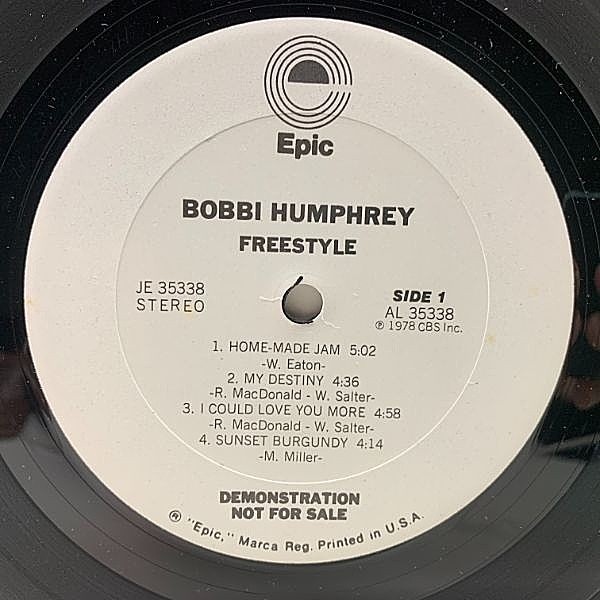 Epic
BOBBI HUMPHREY
FREESTYLE
JE 35338
STEREO
SIDE 1
AL 35338
℗ 1978 CBS Inc.
1. HOME-MADE JAM 5:02
-W. Eaton-
2. MY DESTINY 4:36
-R. MacDonald - W. Salter-
3. I COULD LOVE YOU MORE 4:58
-R. MacDonald - W. Salter-
4. SUNSET BURGUNDY 4:14
-M. Miller-
DEMONSTRATION
NOT FOR SALE
® "Epic," Marca Reg. Printed in U.S.A.